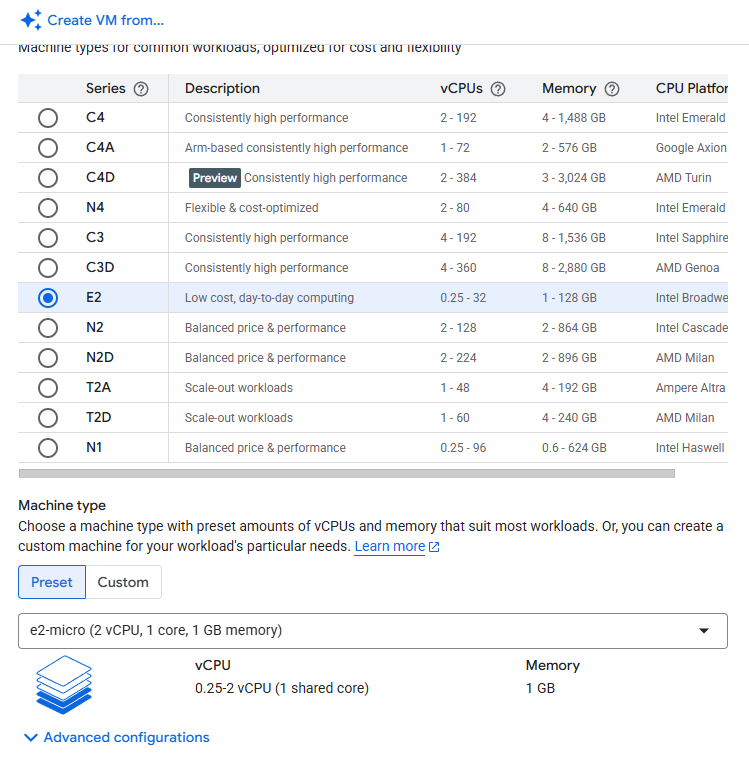 Create VM from...
Machine types for common workloads, optimized for cost and flexibility
Series Description vCPUs Memory CPU Platfor
C4 Consistently high performance 2 - 192 4 - 1,488 GB Intel Emerald
C4A Arm-based consistently high performance 1 - 72 2 - 576 GB Google Axion
C4D Preview Consistently high performance 2 - 384 3 - 3,024 GB AMD Turin
N4 Flexible & cost-optimized 2 - 80 4 - 640 GB Intel Emerald
C3 Consistently high performance 4 - 192 8 - 1,536 GB Intel Sapphire
C3D Consistently high performance 4 - 360 8 - 2,880 GB AMD Genoa
E2 Low cost, day-to-day computing 0.25 - 32 1 - 128 GB Intel Broadwe
N2 Balanced price & performance 2 - 128 2 - 864 GB Intel Cascade
N2D Balanced price & performance 2 - 224 2 - 896 GB AMD Milan
T2A Scale-out workloads 1 - 48 4 - 192 GB Ampere Altra
T2D Scale-out workloads 1 - 60 4 - 240 GB AMD Milan
N1 Balanced price & performance 0.25 - 96 0.6 - 624 GB Intel Haswell
Machine type
Choose a machine type with preset amounts of vCPUs and memory that suit most workloads. Or, you can create a
custom machine for your workload's particular needs. Learn more
Preset Custom
e2-micro (2 vCPU, 1 core, 1 GB memory)
vCPU Memory
0.25-2 vCPU (1 shared core) 1 GB
Advanced configurations